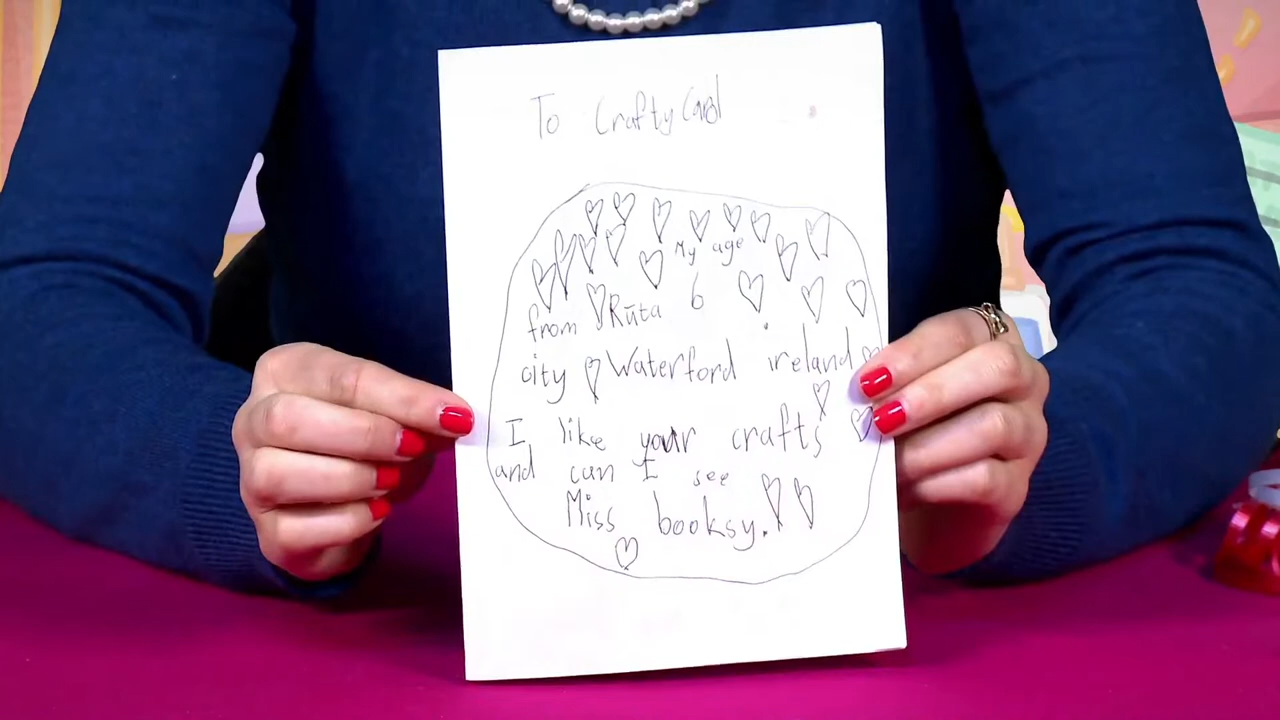 To Crafty Carol
My age
from Rūta 6
city Waterford ireland
I like your crafts
and can I see
Miss booksy.